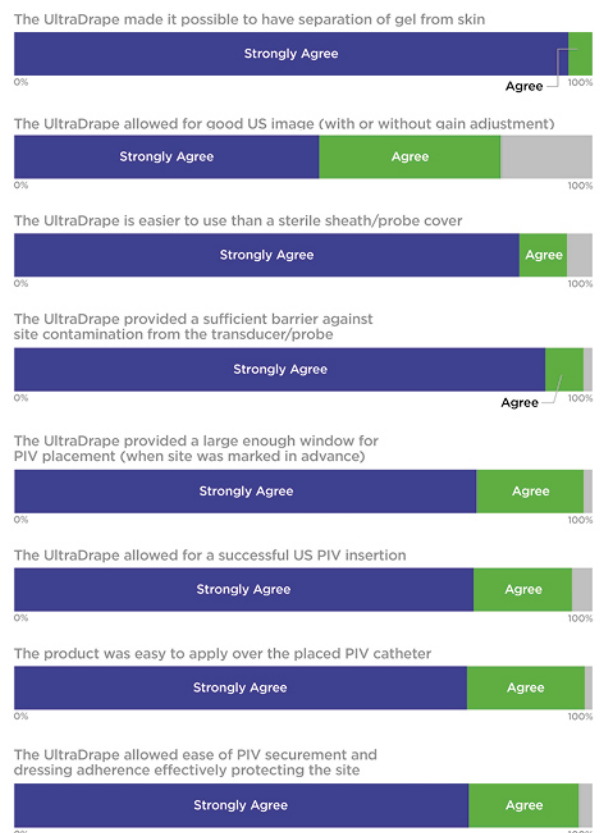 The UltraDrape made it possible to have separation of gel from skin
Strongly Agree
0%
Agree
100%
The UltraDrape allowed for good US image (with or without gain adjustment)
Strongly Agree
Agree
0%
100%
The UltraDrape is easier to use than a sterile sheath/probe cover
Strongly Agree
Agree
0%
100%
The UltraDrape provided a sufficient barrier against
site contamination from the transducer/probe
Strongly Agree
0%
Agree
100%
The UltraDrape provided a large enough window for
PIV placement (when site was marked in advance)
Strongly Agree
Agree
0%
100%
The UltraDrape allowed for a successful US PIV insertion
Strongly Agree
Agree
0%
100%
The product was easy to apply over the placed PIV catheter
Strongly Agree
Agree
0%
100%
The UltraDrape allowed ease of PIV securement and
dressing adherence effectively protecting the site
Strongly Agree
Agree
0%
100%